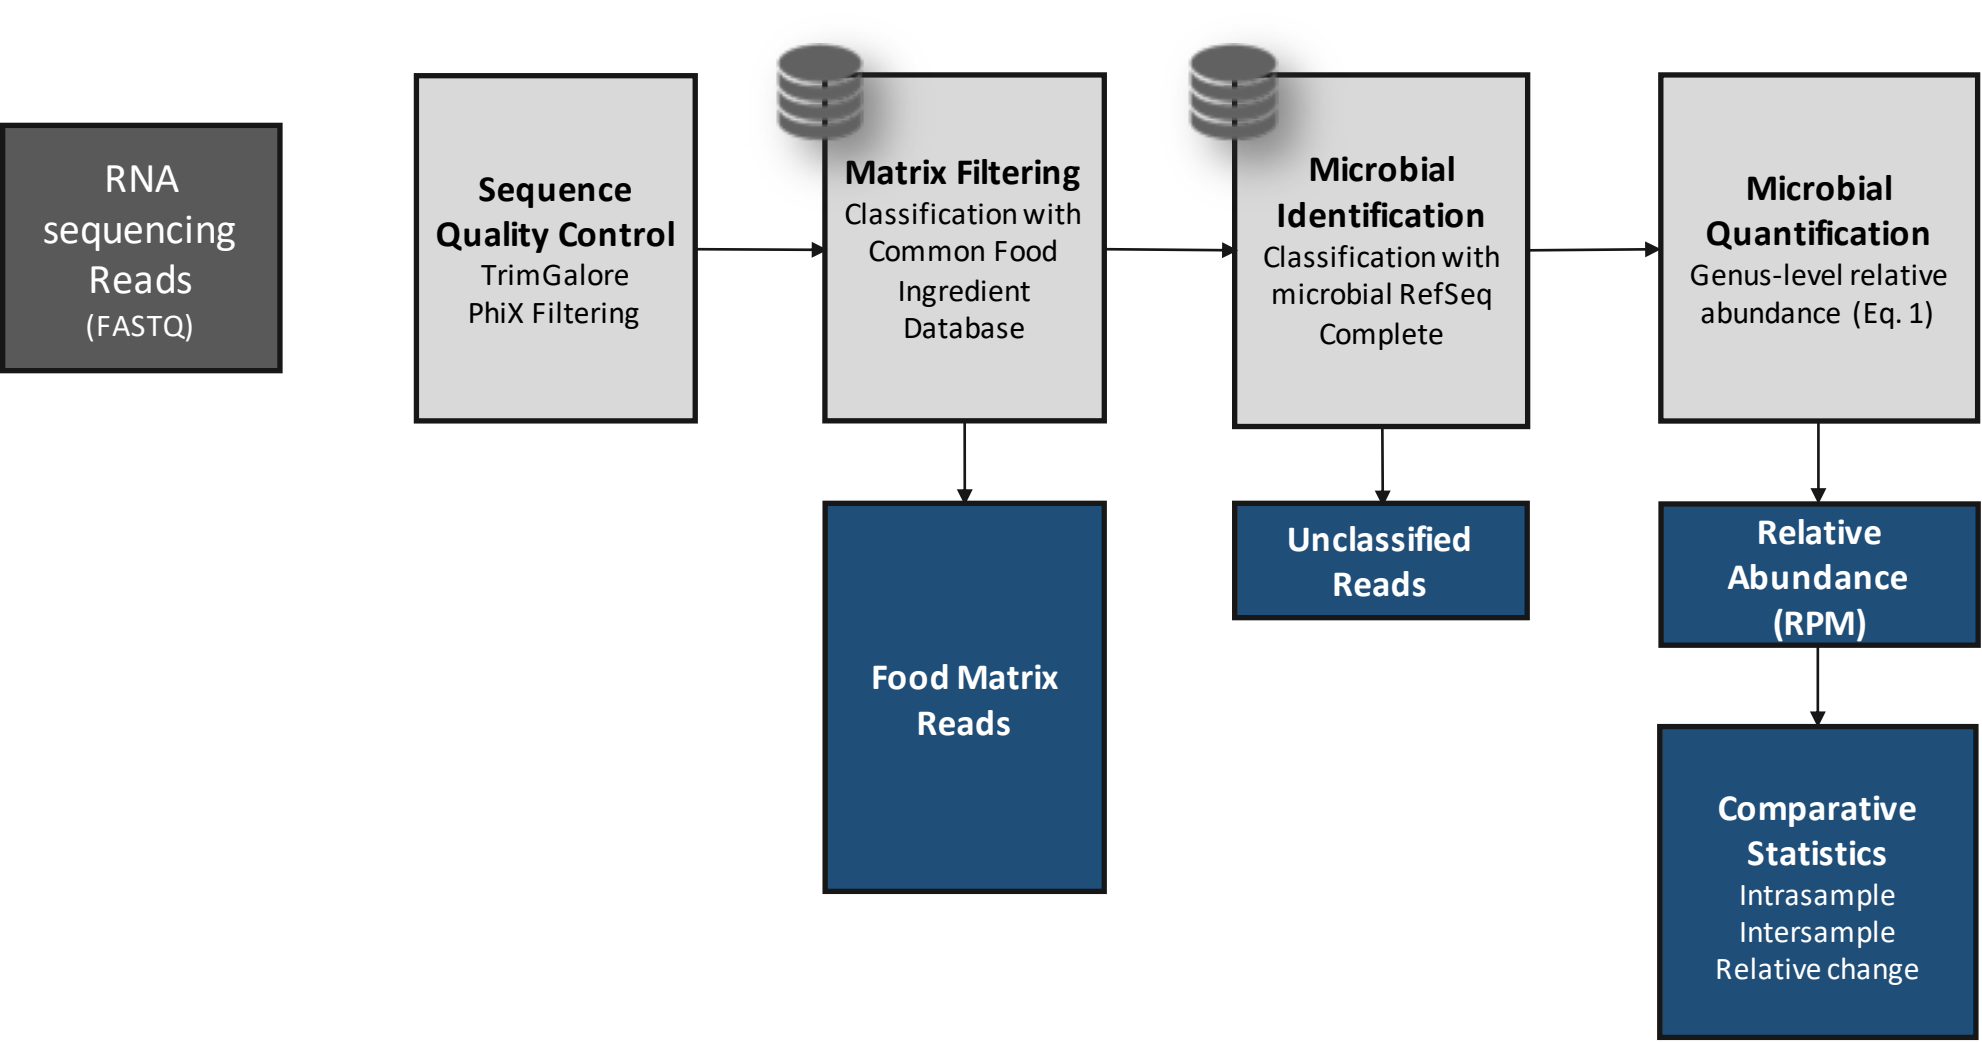 RNA
sequencing
Reads
(FASTQ)
Sequence
Quality Control
TrimGalore
PhiX Filtering
Matrix Filtering
Classification with
Common Food
Ingredient
Database
Microbial
Identification
Classification with
microbial RefSeq
Complete
Microbial
Quantification
Genus-level relative
abundance (Eq. 1)
Food Matrix
Reads
Unclassified
Reads
Relative
Abundance
(RPM)
Comparative
Statistics
Intrasample
Intersample
Relative change